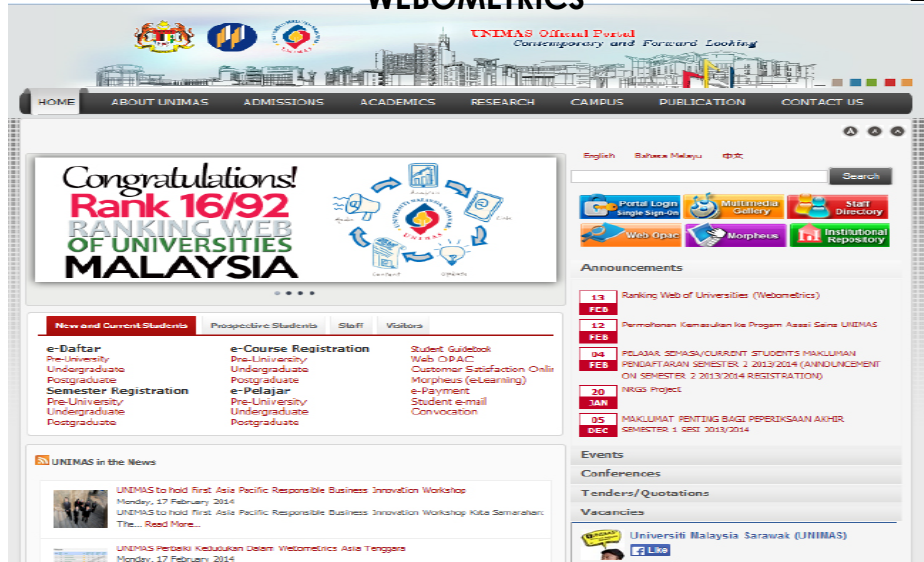 WEBOMETRICS
UNIMAS Official Portal
Contemporary and Forward Looking
HOME ABOUT UNIMAS ADMISSIONS ACADEMICS RESEARCH CAMPUS PUBLICATION CONTACT US
A A A
English Bahasa Melayu 中文
Search
Congratulations!
Rank 16/92
RANKING WEB
OF UNIVERSITIES
MALAYSIA
UNIMAS
Portal Login
Single Sign-On
Multimedia
Gallery
Staff
Directory
Web Opac
Morpheus
Institutional
Repository
Announcements
13 FEB Ranking Web of Universities (Webometrics)
12 FEB Permohonan Kemasukan ke Progam Asasi Sains UNIMAS
04 FEB PELAJAR SEMASA/CURRENT STUDENTS MAKLUMAN
PENDAFTARAN SEMESTER 2 2013/2014 (ANNOUNCEMENT
ON SEMESTER 2 2013/2014 REGISTRATION)
20 JAN NRGS Project
05 DEC MAKLUMAT PENTING BAGI PEPERIKSAAN AKHIR
SEMESTER 1 SESI 2013/2014
Events
Conferences
Tenders/Quotations
Vacancies
Universiti Malaysia Sarawak (UNIMAS)
Like
New and Current Students Prospective Students Staff Visitors
e-Daftar
Pre-University
Undergraduate
Postgraduate
Semester Registration
Pre-University
Undergraduate
Postgraduate
e-Course Registration
Pre-University
Undergraduate
Postgraduate
e-Pelajar
Pre-University
Undergraduate
Postgraduate
Student Guidebook
Web OPAC
Customer Satisfaction Onlin
Morpheus (e-Learning)
e-Payment
Student e-mail
Convocation
UNIMAS in the News
UNIMAS to hold First Asia Pacific Responsible Business Innovation Workshop
Monday, 17 February 2014
UNIMAS to hold First Asia Pacific Responsible Business Innovation Workshop Kota Samarahan:
The... Read More...
UNIMAS Perbaiki Kedudukan Dalam Webometrics Asia Tenggara
Monday, 17 February 2014